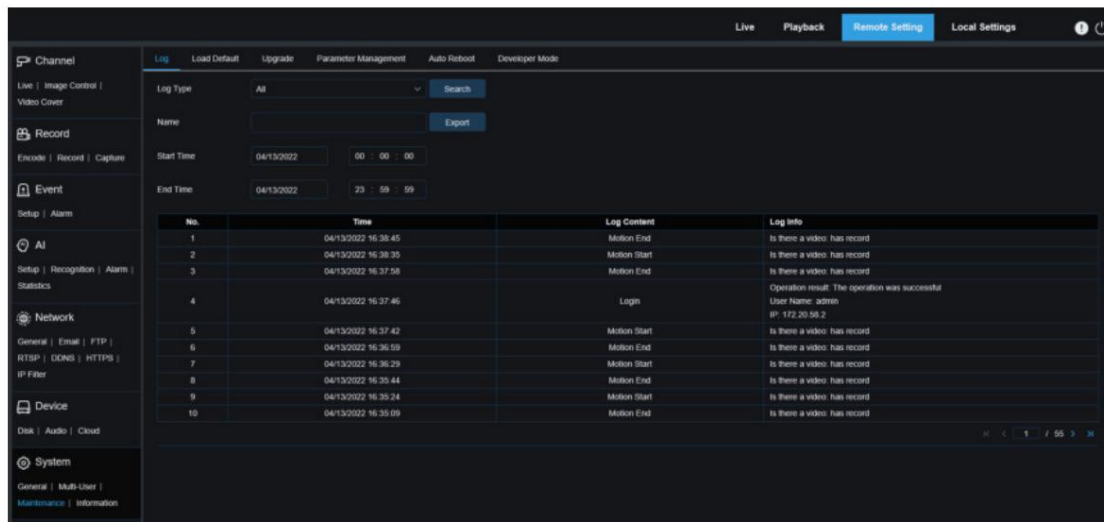 Live Playback Remote Setting Local Settings
Channel
Live | Image Control |
Video Cover
Record
Encode | Record | Capture
Event
Setup | Alarm
AI
Setup | Recognition | Alarm |
Statistics
Network
General | Email | FTP |
RTSP | DDNS | HTTPS |
IP Filter
Device
Disk | Audio | Cloud
System
General | Multi-User |
Maintenance | Information
Log Load Default Upgrade Parameter Management Auto Reboot Developer Mode
Log Type All Search
Name Export
Start Time 04/13/2022 00 : 00 : 00
End Time 04/13/2022 23 : 59 : 59
No. Time Log Content Log Info
1 04/13/2022 16:38:45 Motion End Is there a video: has record
2 04/13/2022 16:38:35 Motion Start Is there a video: has record
3 04/13/2022 16:37:58 Motion End Is there a video: has record
4 04/13/2022 16:37:46 Login Operation result: The operation was successful
User Name: admin
IP: 172.20.58.2
5 04/13/2022 16:37:42 Motion Start Is there a video: has record
6 04/13/2022 16:36:59 Motion End Is there a video: has record
7 04/13/2022 16:36:29 Motion Start Is there a video: has record
8 04/13/2022 16:35:44 Motion End Is there a video: has record
9 04/13/2022 16:35:24 Motion Start Is there a video: has record
10 04/13/2022 16:35:09 Motion End Is there a video: has record
1 / 55